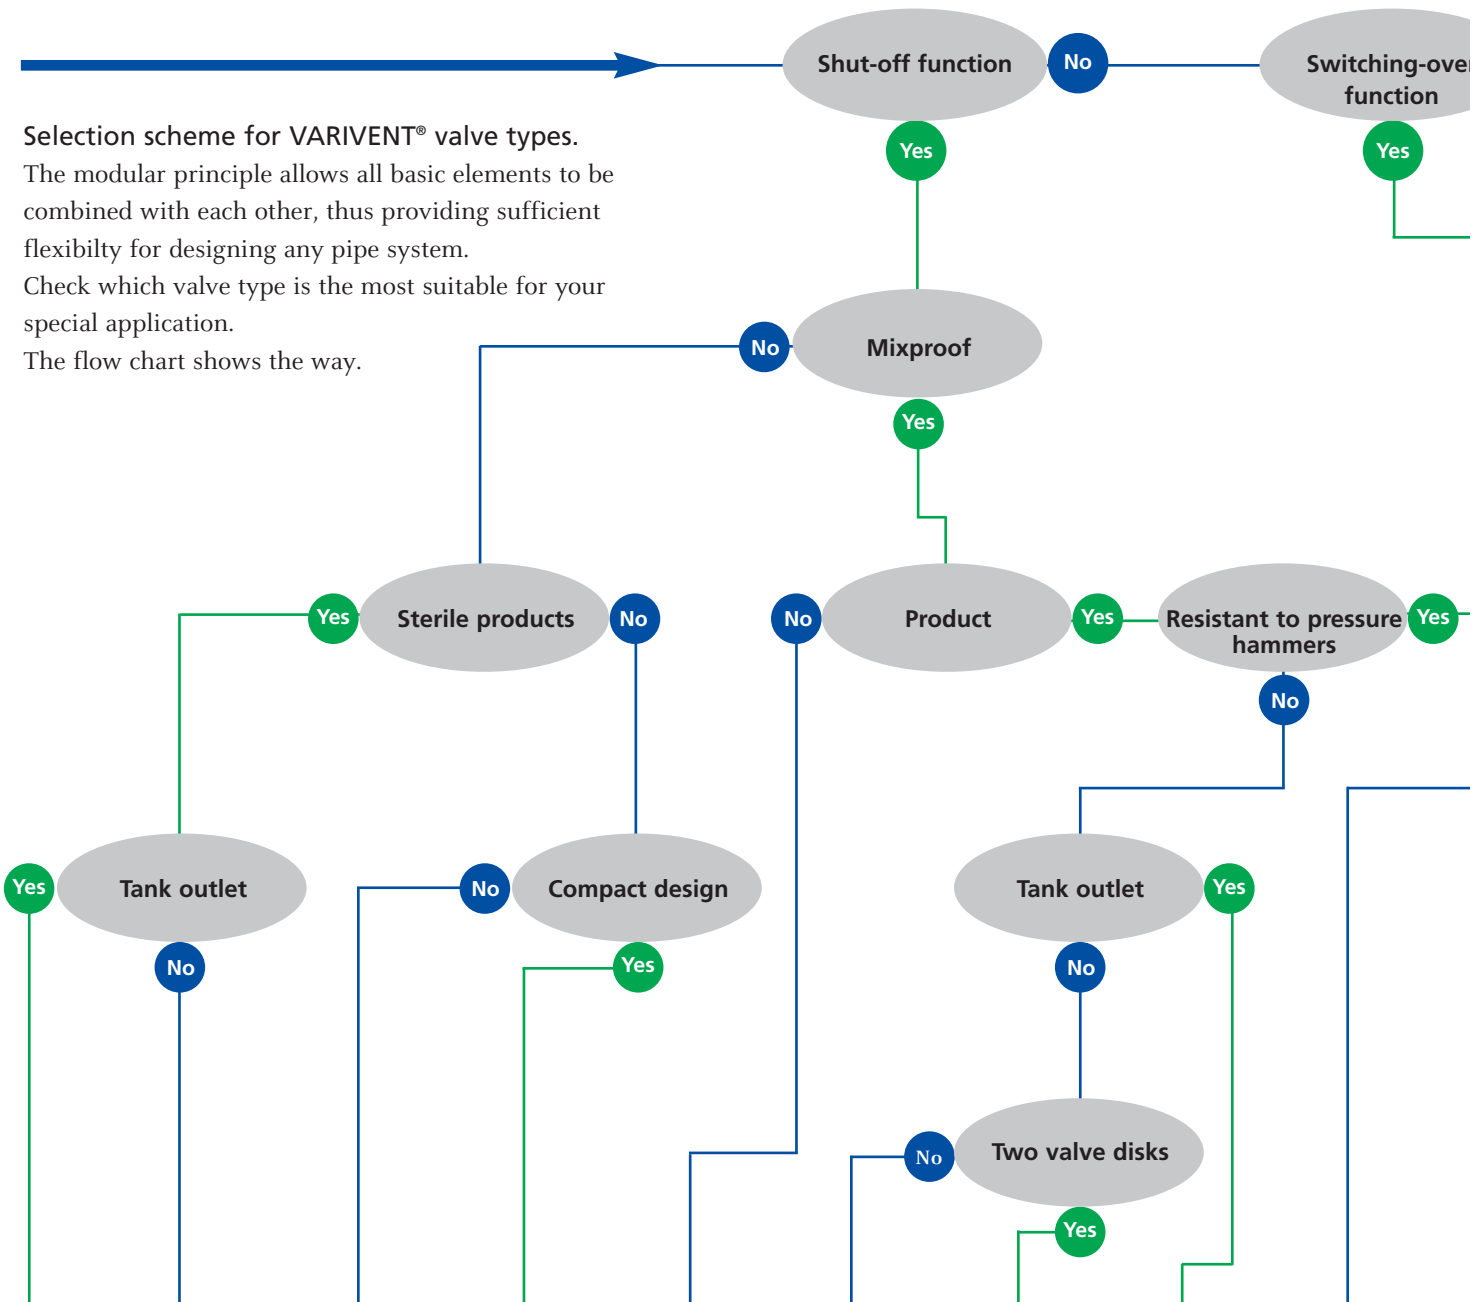 Shut-off function
No
Switching-over
function
Yes
Yes
Selection scheme for VARIVENT® valve types.
The modular principle allows all basic elements to be
combined with each other, thus providing sufficient
flexibilty for designing any pipe system.
Check which valve type is the most suitable for your
special application.
The flow chart shows the way.
No
Mixproof
Yes
Yes
Sterile products
No
No
Product
Yes
Resistant to pressure
hammers
Yes
No
Yes
Tank outlet
No
No
Compact design
Yes
Tank outlet
Yes
No
No
Two valve disks
Yes